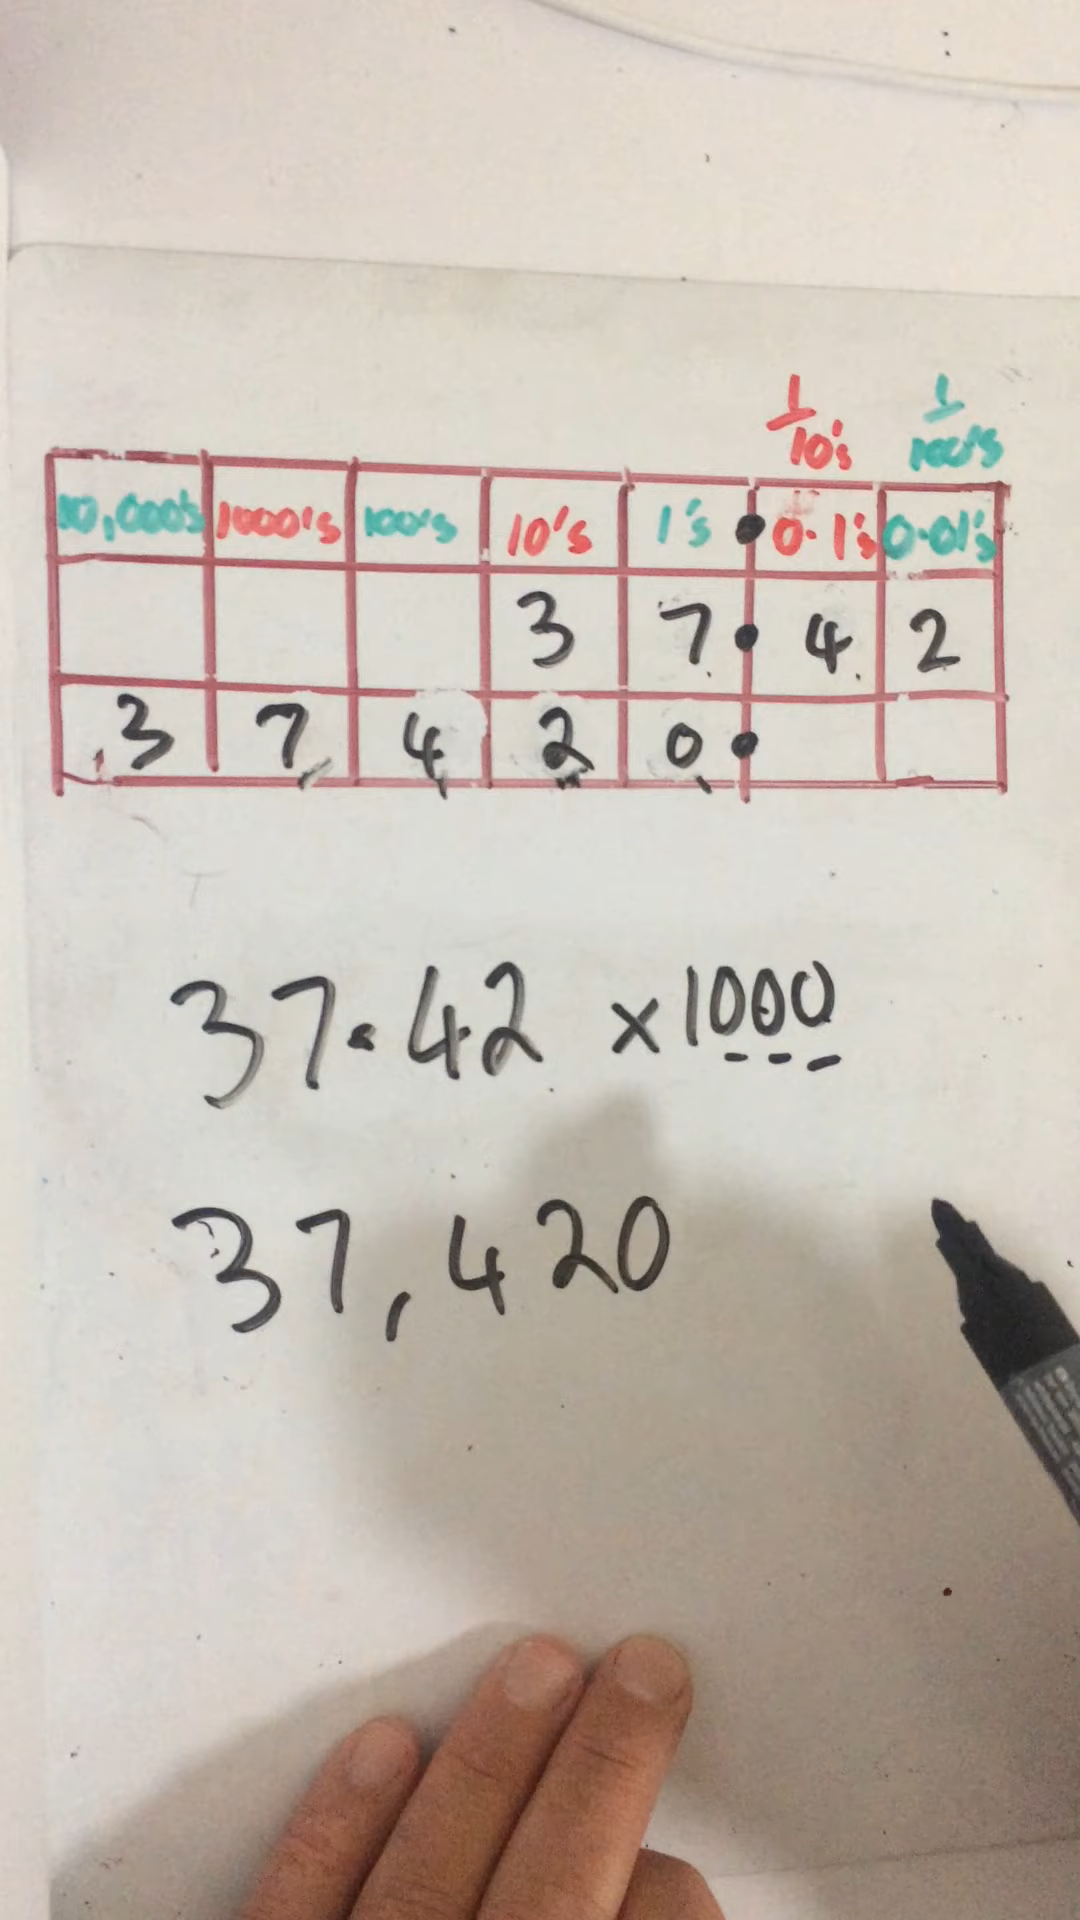 1/10's 1/100's
10,000's 1000's 100's 10's 1's • 0.1's 0.01's
3 7 • 4 2
3 7 4 2 0 •
37.42 ×1000
37,420